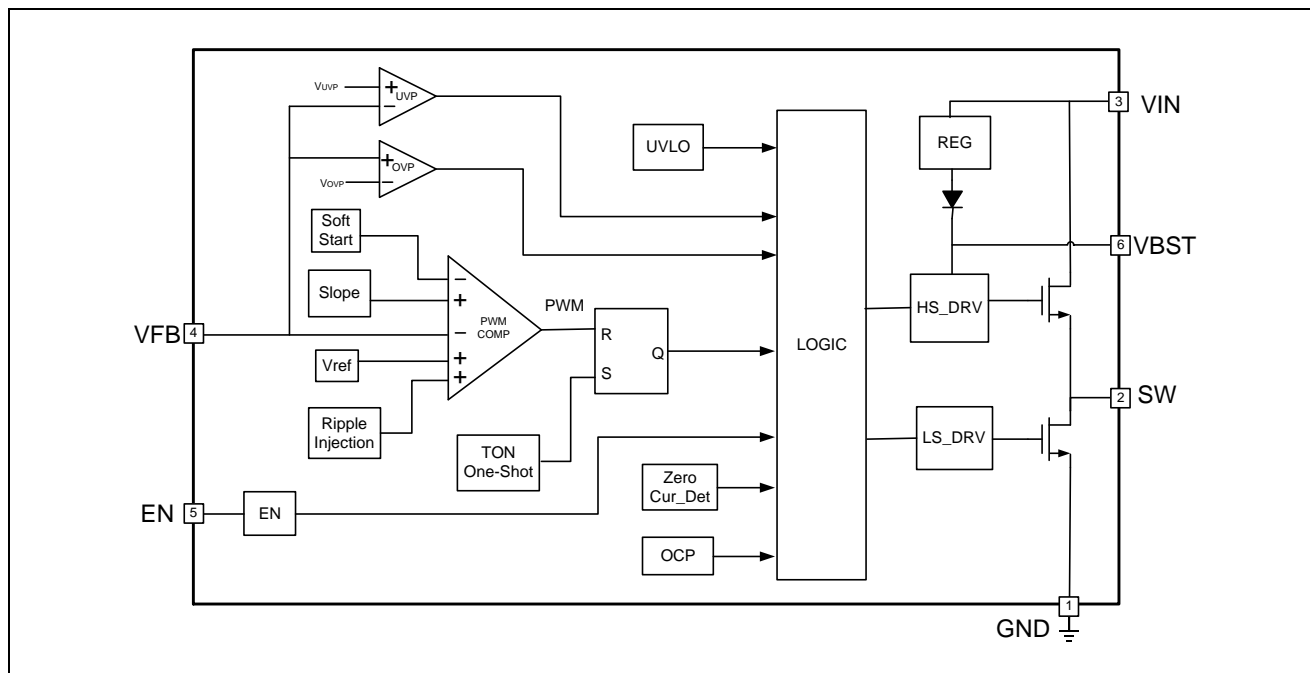 VUVP
+
UVP
−
3
VIN
UVLO
REG
+
OVP
VOVP
−
Soft
Start
6
VBST
−
Slope
+
PWM
HS_DRV
VFB
4
−
PWM
COMP
R
LOGIC
Q
Vref
+
S
+
Ripple
Injection
2
SW
LS_DRV
TON
One-Shot
Zero
Cur_Det
EN
5
EN
OCP
1
GND